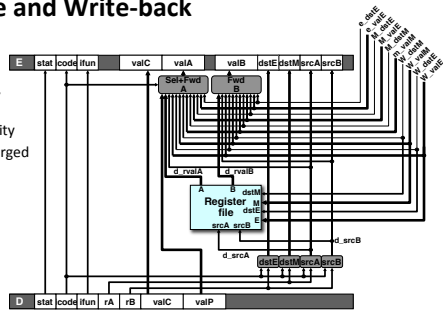 e and Write-back
e_dstE
e_valE
M_dstE
M_valE
M_dstM
m_valM
W_dstM
W_valM
W_dstE
W_valE
E stat icode ifun valC valA valB dstE dstM srcA srcB
Sel+Fwd
A
Fwd
B
ity
rged
d_rvalA
d_rvalB
A B dstM
M
Register
file
dstE
E
srcA srcB
d_srcB
d_srcA
dstE dstM srcA srcB
D stat icode ifun rA rB valC valP